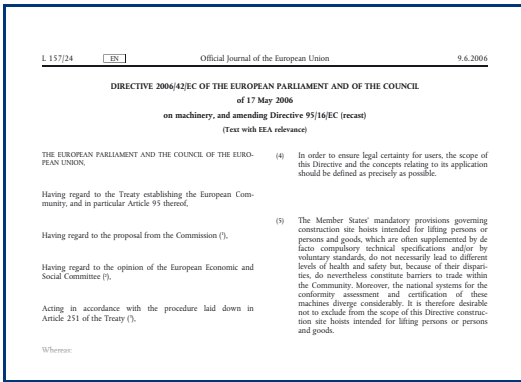 L 157/24
EN
Official Journal of the European Union
9.6.2006
DIRECTIVE 2006/42/EC OF THE EUROPEAN PARLIAMENT AND OF THE COUNCIL
of 17 May 2006
on machinery, and amending Directive 95/16/EC (recast)
(Text with EEA relevance)
THE EUROPEAN PARLIAMENT AND THE COUNCIL OF THE EURO-
PEAN UNION,
Having regard to the Treaty establishing the European Com-
munity, and in particular Article 95 thereof,
Having regard to the proposal from the Commission (¹),
Having regard to the opinion of the European Economic and
Social Committee (²),
Acting in accordance with the procedure laid down in
Article 251 of the Treaty (³),
Whereas:
(4) In order to ensure legal certainty for users, the scope of
this Directive and the concepts relating to its application
should be defined as precisely as possible.
(5) The Member States' mandatory provisions governing
construction site hoists intended for lifting persons or
persons and goods, which are often supplemented by de
facto compulsory technical specifications and/or by
voluntary standards, do not necessarily lead to different
levels of health and safety but, because of their dispari-
ties, do nevertheless constitute barriers to trade within
the Community. Moreover, the national systems for the
conformity assessment and certification of these
machines diverge considerably. It is therefore desirable
not to exclude from the scope of this Directive construc-
tion site hoists intended for lifting persons or persons
and goods.